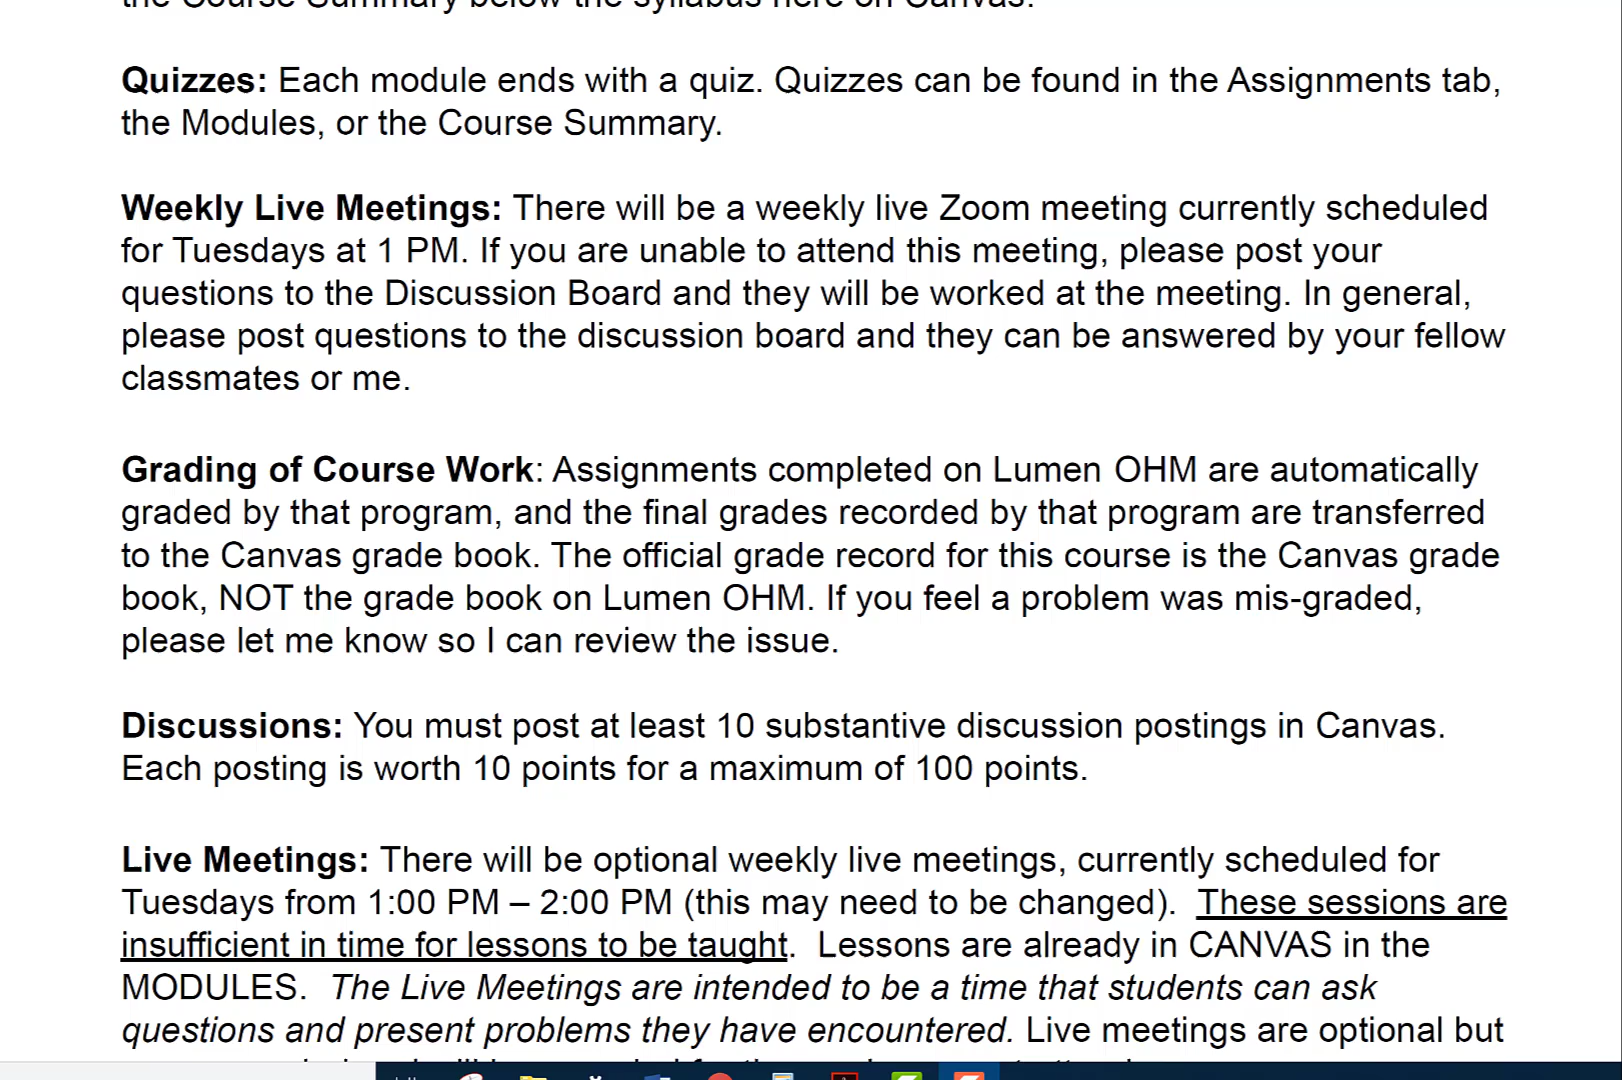 the Course Summary below the syllabus here on Canvas.
Quizzes: Each module ends with a quiz. Quizzes can be found in the Assignments tab,
the Modules, or the Course Summary.
Weekly Live Meetings: There will be a weekly live Zoom meeting currently scheduled
for Tuesdays at 1 PM. If you are unable to attend this meeting, please post your
questions to the Discussion Board and they will be worked at the meeting. In general,
please post questions to the discussion board and they can be answered by your fellow
classmates or me.
Grading of Course Work: Assignments completed on Lumen OHM are automatically
graded by that program, and the final grades recorded by that program are transferred
to the Canvas grade book. The official grade record for this course is the Canvas grade
book, NOT the grade book on Lumen OHM. If you feel a problem was mis-graded,
please let me know so I can review the issue.
Discussions: You must post at least 10 substantive discussion postings in Canvas.
Each posting is worth 10 points for a maximum of 100 points.
Live Meetings: There will be optional weekly live meetings, currently scheduled for
Tuesdays from 1:00 PM – 2:00 PM (this may need to be changed).  These sessions are
insufficient in time for lessons to be taught.  Lessons are already in CANVAS in the
MODULES.  The Live Meetings are intended to be a time that students can ask
questions and present problems they have encountered. Live meetings are optional but